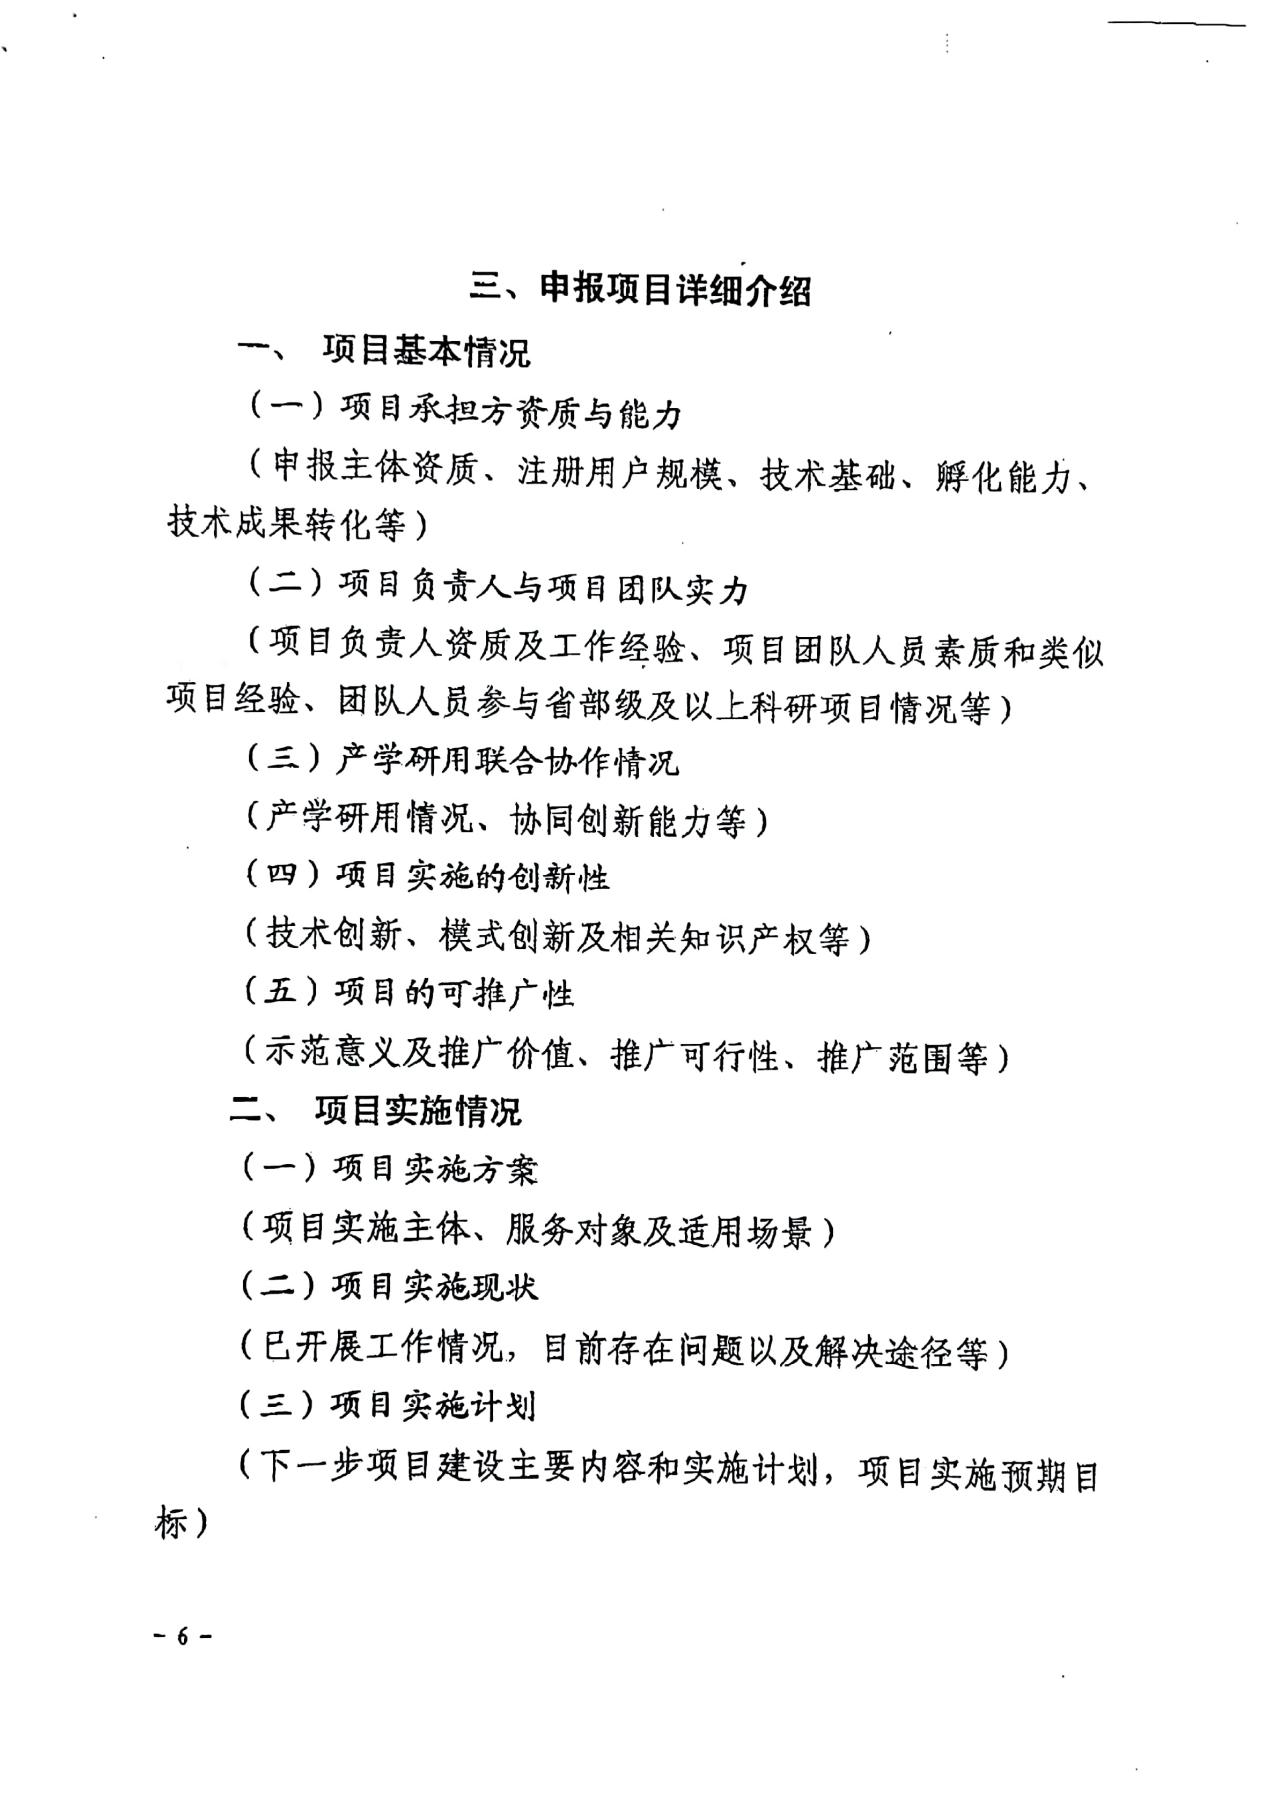 三、申报项目详细介绍
一、 项目基本情况
（一）项目承担方资质与能力
（申报主体资质、注册用户规模、技术基础、孵化能力、
技术成果转化等）
（二）项目负责人与项目团队实力
（项目负责人资质及工作经验、项目团队人员素质和类似
项目经验、团队人员参与省部级及以上科研项目情况等）
（三）产学研用联合协作情况
（产学研用情况、协同创新能力等）
（四）项目实施的创新性
（技术创新、模式创新及相关知识产权等）
（五）项目的可推广性
（示范意义及推广价值、推广可行性、推广范围等）
二、 项目实施情况
（一）项目实施方案
（项目实施主体、服务对象及适用场景）
（二）项目实施现状
（已开展工作情况，目前存在问题以及解决途径等）
（三）项目实施计划
（下一步项目建设主要内容和实施计划，项目实施预期目
标）
- 6 -